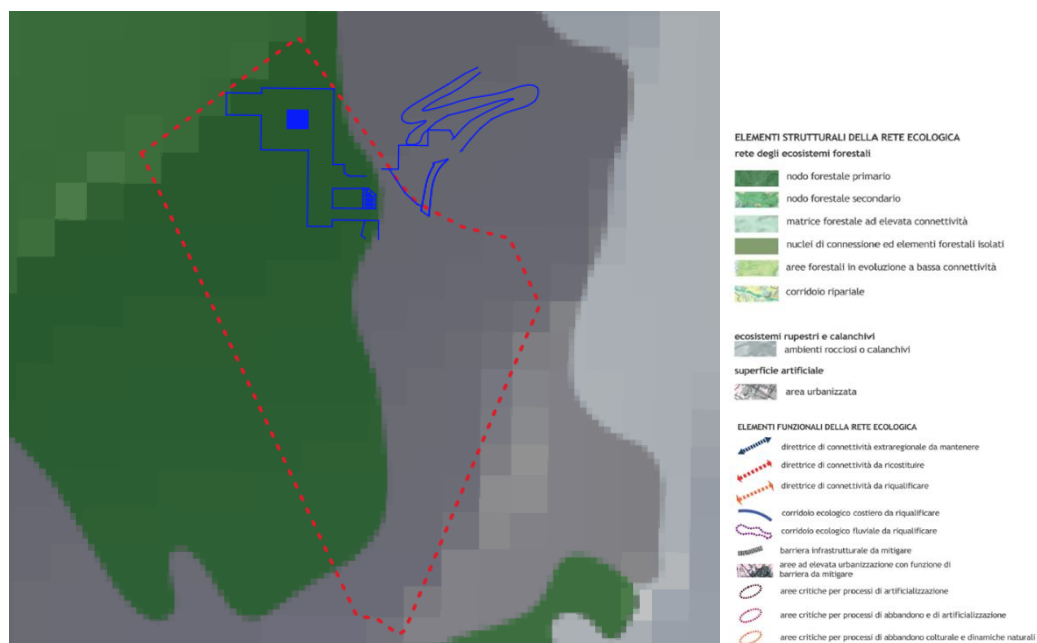 ELEMENTI STRUTTURALI DELLA RETE ECOLOGICA
rete degli ecosistemi forestali
nodo forestale primario
nodo forestale secondario
matrice forestale ad elevata connettività
nuclei di connessione ed elementi forestali isolati
aree forestali in evoluzione a bassa connettività
corridoio ripariale
ecosistemi rupestri e calanchivi
ambienti rocciosi o calanchivi
superficie artificiale
area urbanizzata
ELEMENTI FUNZIONALI DELLA RETE ECOLOGICA
direttrice di connettività extraregionale da mantenere
direttrice di connettività da ricostituire
direttrice di connettività da riqualificare
corridoio ecologico costiero da riqualificare
corridoio ecologico fluviale da riqualificare
barriera infrastrutturale da mitigare
aree ad elevata urbanizzazione con funzione di
barriera da mitigare
aree critiche per processi di artificializzazione
aree critiche per processi di abbandono e di artificializzazione
aree critiche per processi di abbandono colturale e dinamiche naturali